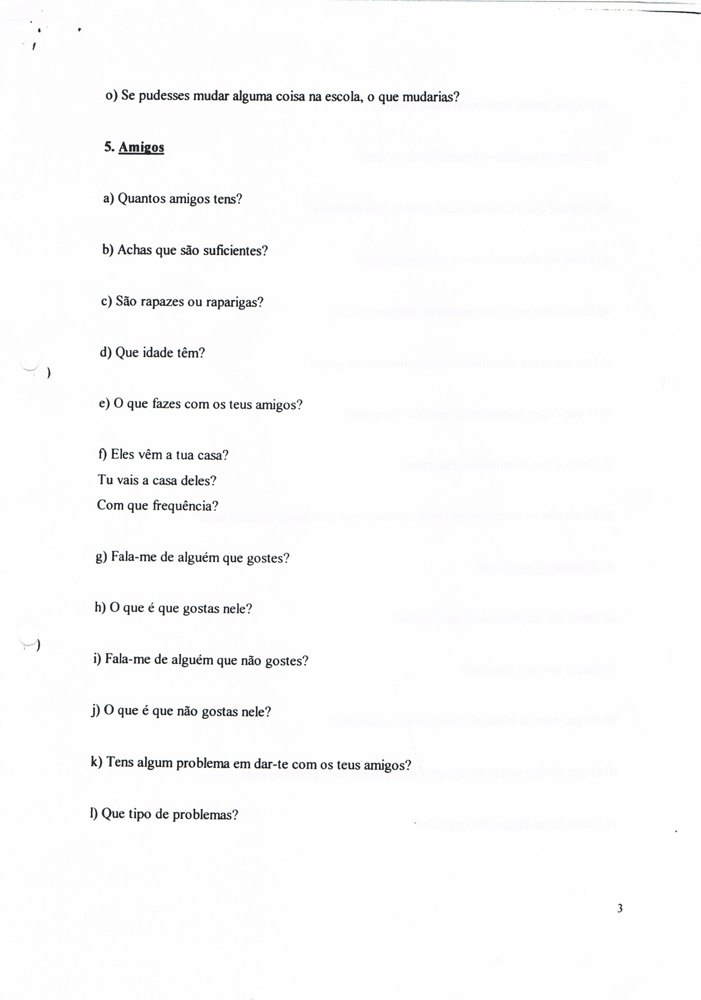 o) Se pudesses mudar alguma coisa na escola, o que mudarias?
5. Amigos
a) Quantos amigos tens?
b) Achas que são suficientes?
c) São rapazes ou raparigas?
d) Que idade têm?
e) O que fazes com os teus amigos?
f) Eles vêm a tua casa?
Tu vais a casa deles?
Com que frequência?
g) Fala-me de alguém que gostes?
h) O que é que gostas nele?
i) Fala-me de alguém que não gostes?
j) O que é que não gostas nele?
k) Tens algum problema em dar-te com os teus amigos?
l) Que tipo de problemas?
3